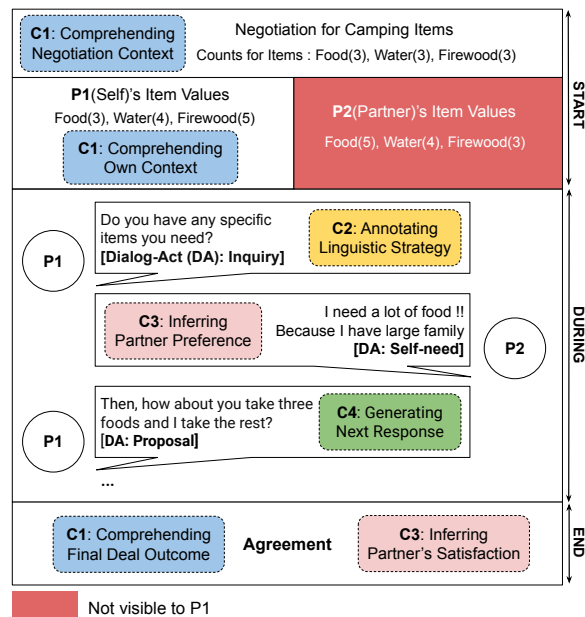 C1: Comprehending
Negotiation Context
Negotiation for Camping Items
Counts for Items : Food(3), Water(3), Firewood(3)
P1(Self)'s Item Values
Food(3), Water(4), Firewood(5)
C1: Comprehending
Own Context
P2(Partner)'s Item Values
Food(5), Water(4), Firewood(3)
START
P1
Do you have any specific
items you need?
[Dialog-Act (DA): Inquiry]
C2: Annotating
Linguistic Strategy
C3: Inferring
Partner Preference
I need a lot of food !!
Because I have large family
[DA: Self-need]
P2
P1
Then, how about you take three
foods and I take the rest?
[DA: Proposal]
C4: Generating
Next Response
...
DURING
C1: Comprehending
Final Deal Outcome
Agreement
C3: Inferring
Partner's Satisfaction
END
Not visible to P1